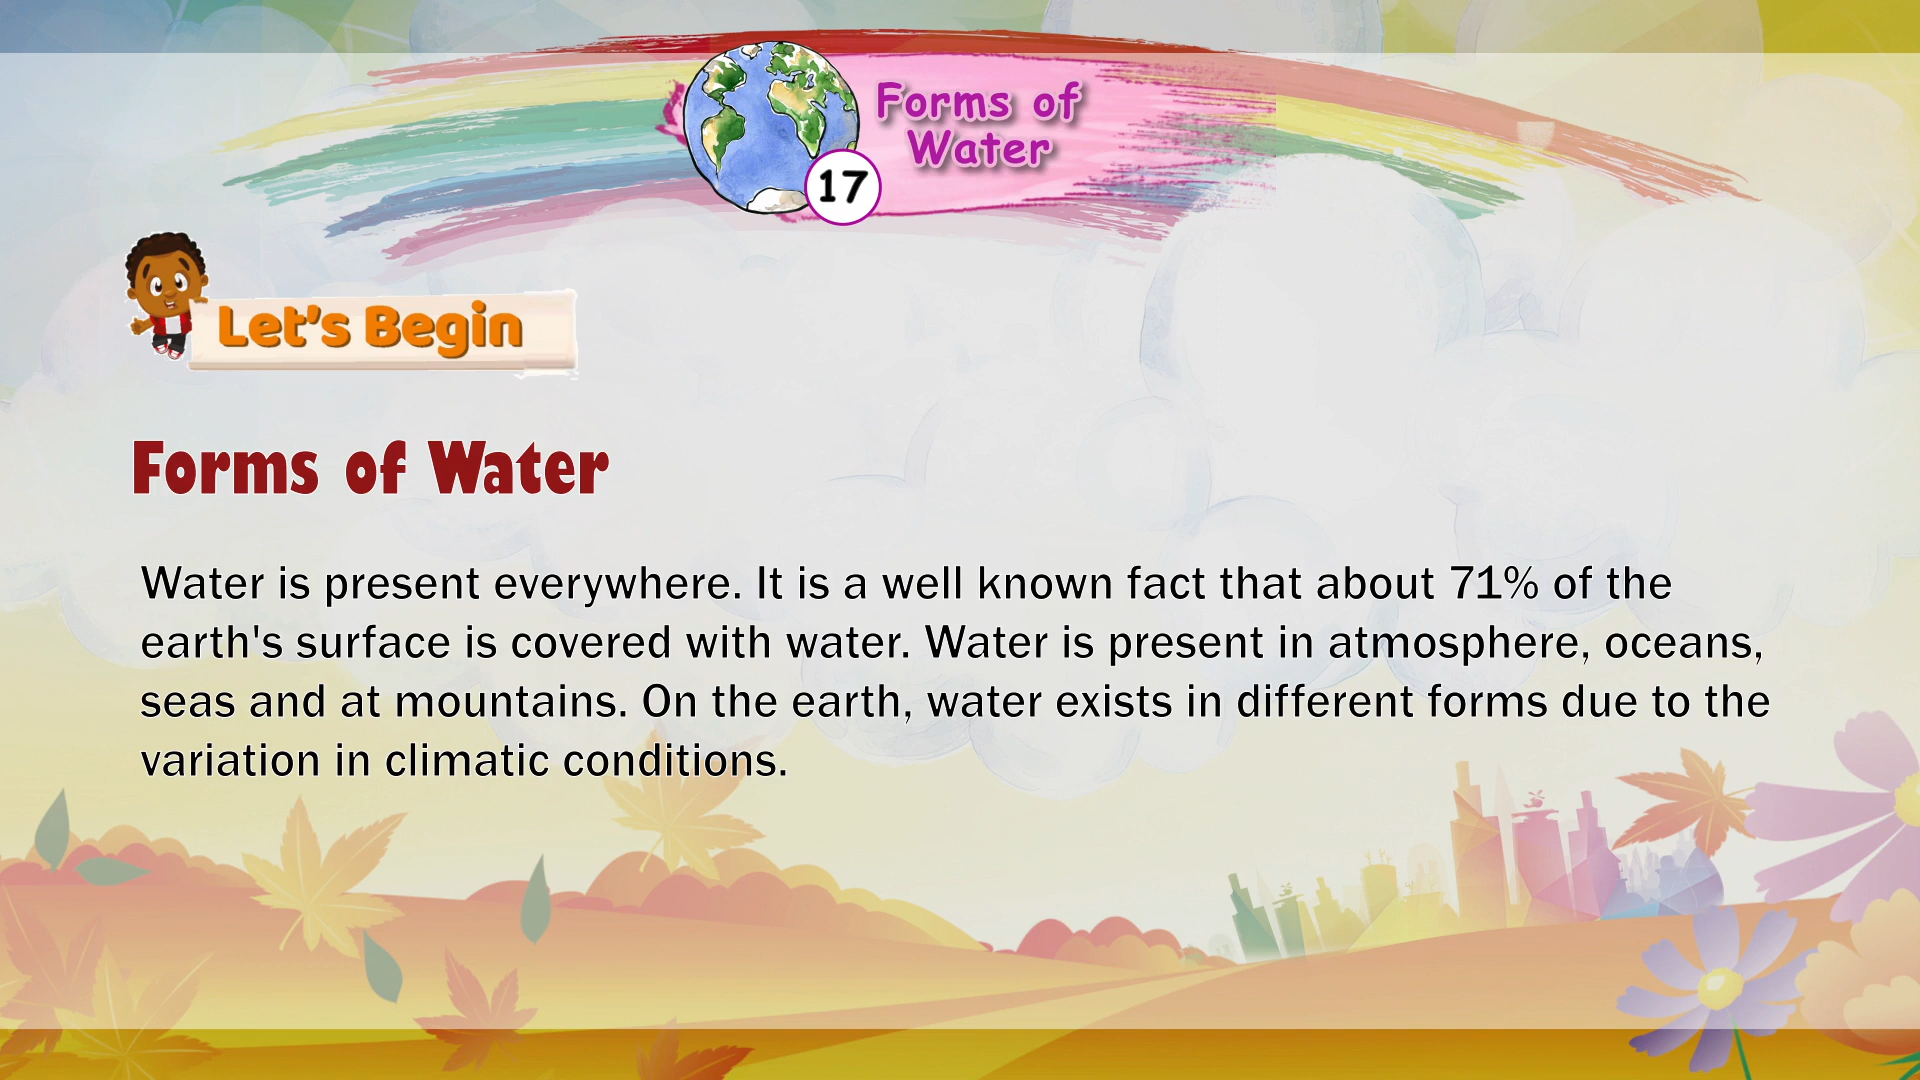 Forms of
Water
17
Let's Begin
Forms of Water
Water is present everywhere. It is a well known fact that about 71% of the
earth's surface is covered with water. Water is present in atmosphere, oceans,
seas and at mountains. On the earth, water exists in different forms due to the
variation in climatic conditions.